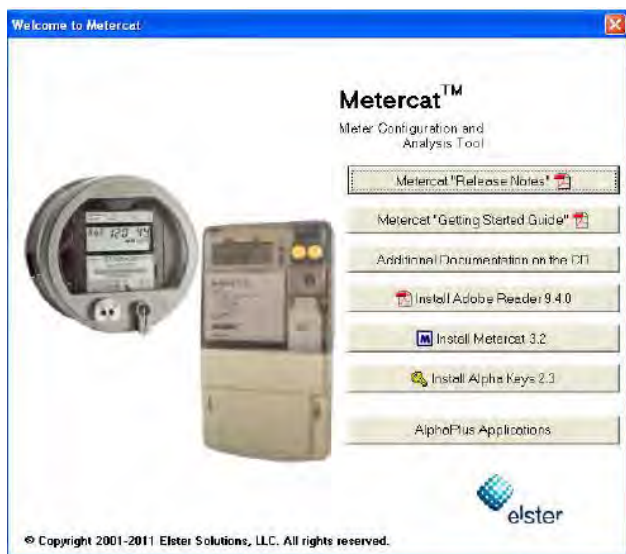 Welcome to Metercat
Metercat™
Meter Configuration and
Analysis Tool
Metercat "Release Notes"
Metercat "Getting Started Guide"
Additional Documentation on the CD
Install Adobe Reader 9.4.0
M Install Metercat 3.2
Install Alpha Keys 2.3
AlphaPlus Applications
elster
© Copyright 2001-2011 Elster Solutions, LLC. All rights reserved.